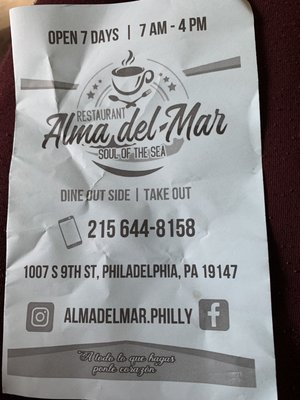 OPEN 7 DAYS | 7 AM - 4 PM
RESTAURANT
Alma del Mar
SOUL OF THE SEA
DINE OUT SIDE | TAKE OUT
215 644-8158
1007 S 9TH ST, PHILADELPHIA, PA 19147
ALMADELMAR.PHILLY
"A todo lo que hagas
ponle corazón"